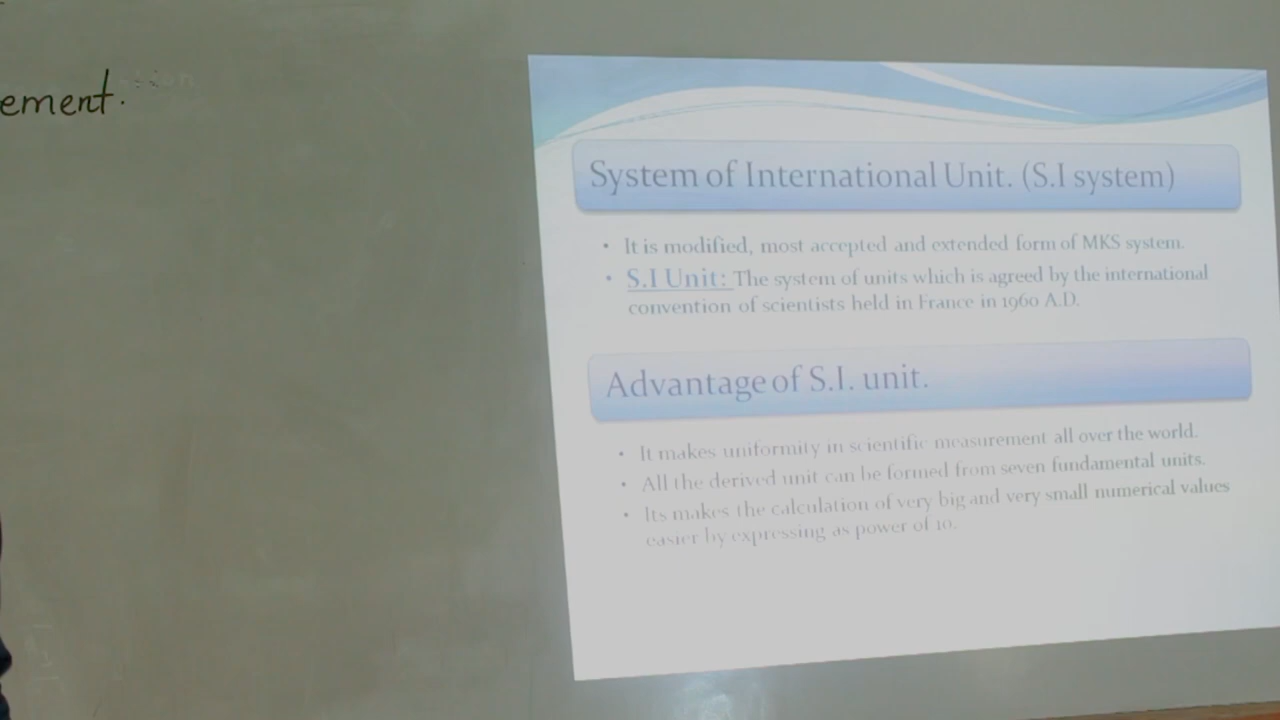 ement.
System of International Unit. (S.I system)
• It is modified, most accepted and extended form of MKS system.
• S.I Unit: The system of units which is agreed by the international
convention of scientists held in France in 1960 A.D.
Advantage of S.I. unit.
• It makes uniformity in scientific measurement all over the world.
• All the derived unit can be formed from seven fundamental units.
• Its makes the calculation of very big and very small numerical values
easier by expressing as power of 10.